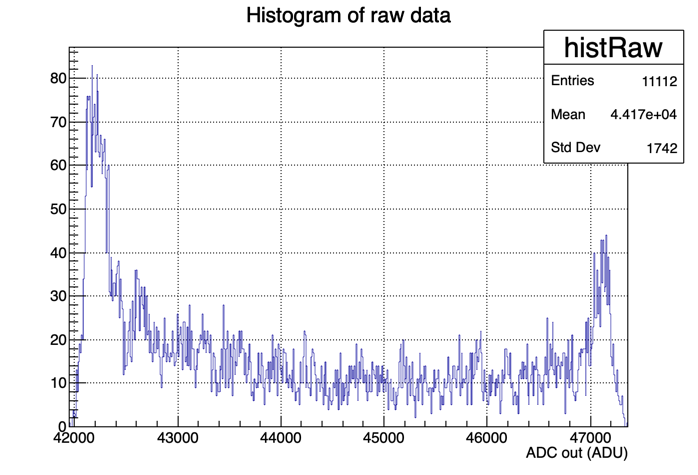 Histogram of raw data
histRaw
Entries 11112
Mean 4.417e+04
Std Dev 1742
80
70
60
50
40
30
20
10
0
42000 43000 44000 45000 46000 47000
ADC out (ADU)